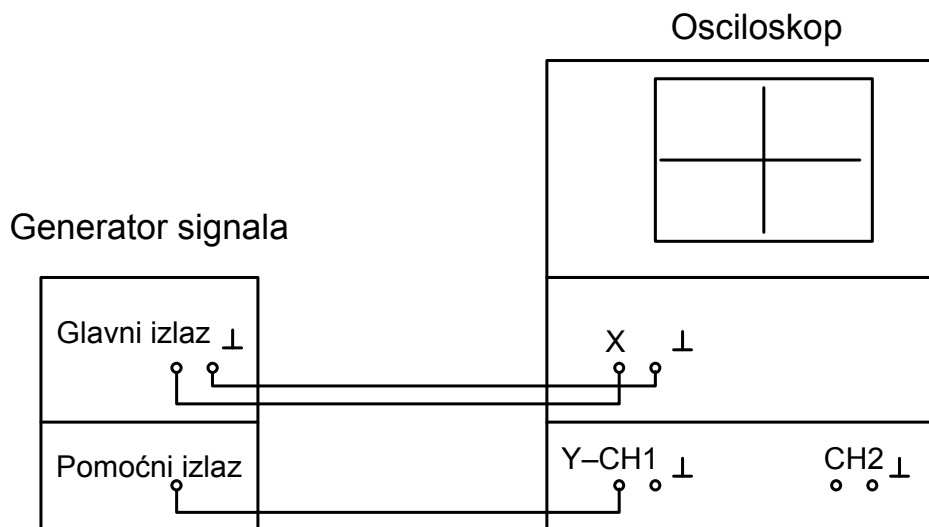 Osciloskop
Generator signala
Glavni izlaz ⊥
X ⊥
Pomoćni izlaz
Y–CH1 ⊥
CH2 ⊥